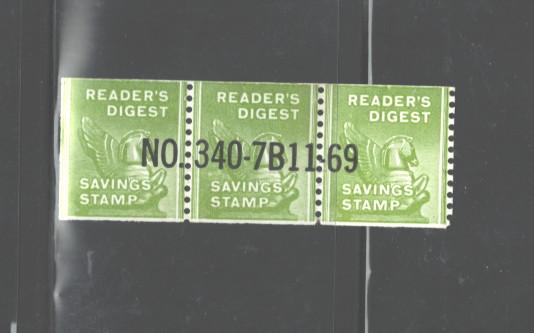 READER'S
DIGEST
SAVINGS
STAMP
READER'S
DIGEST
SAVINGS
STAMP
READER'S
DIGEST
SAVINGS
STAMP
NO. 340-7B11-69